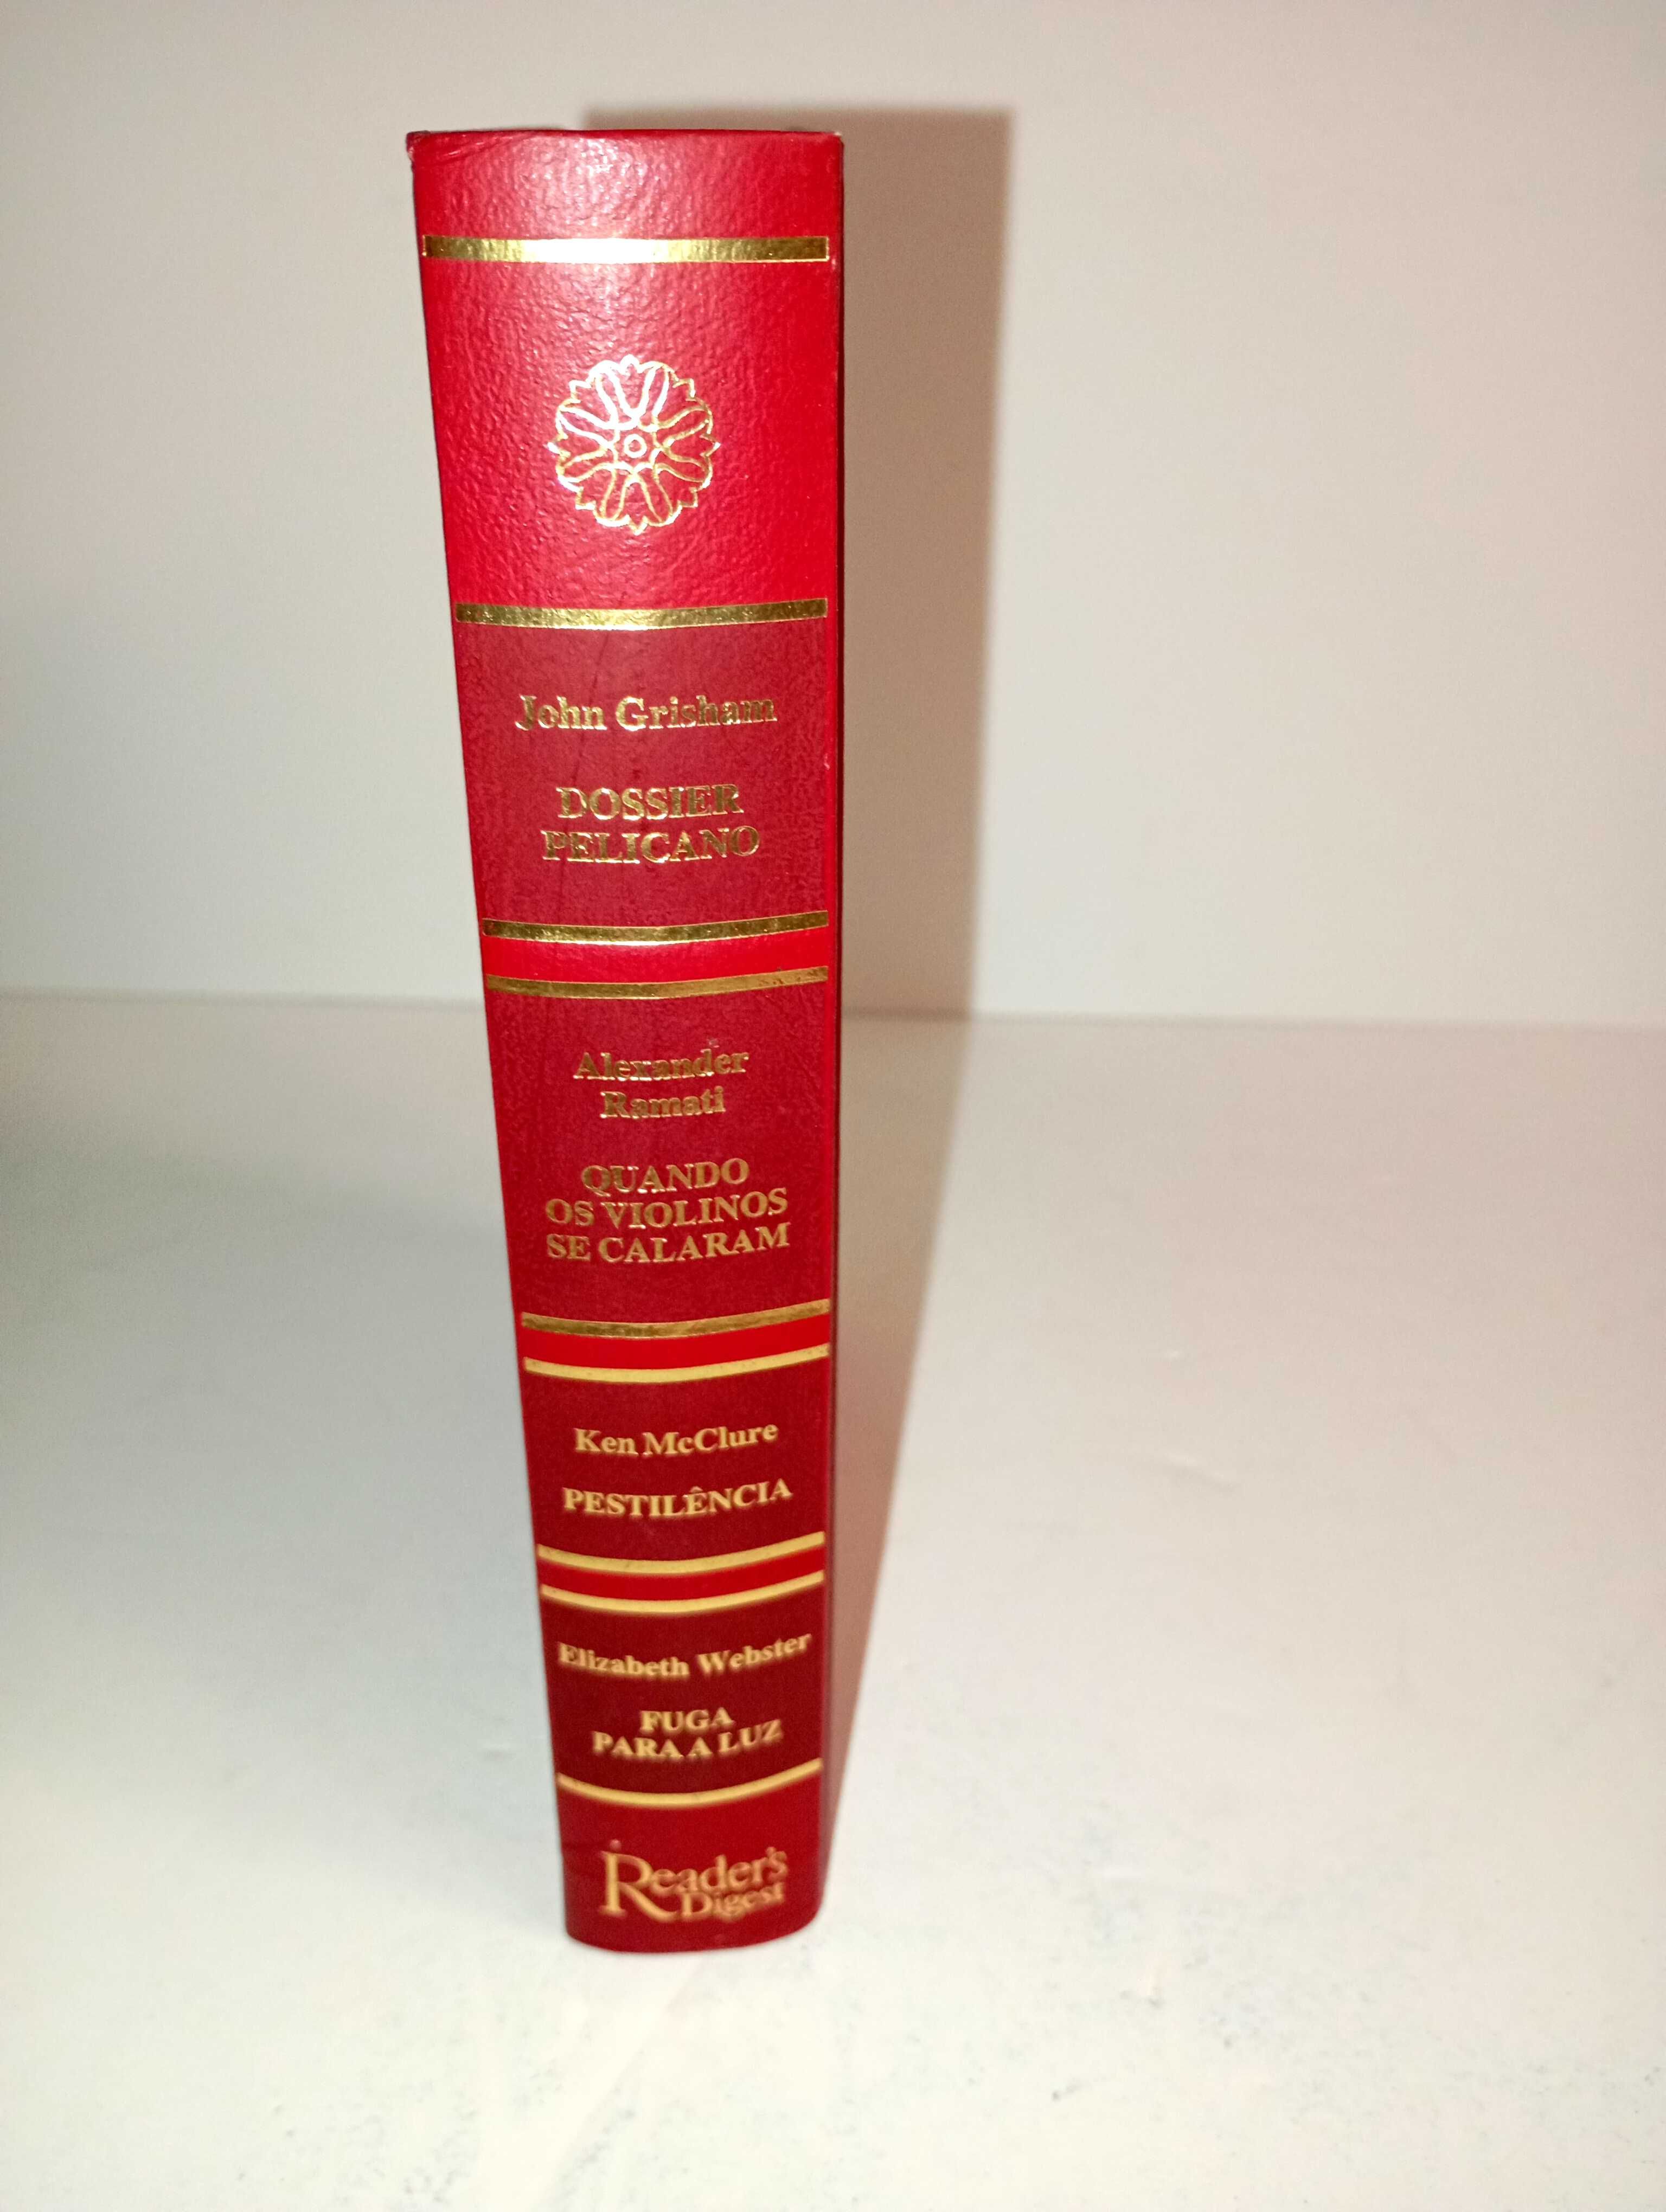 John Grisham
DOSSIER
PELICANO
Alexander
Ramati
QUANDO
OS VIOLINOS
SE CALARAM
Ken McClure
PESTILÊNCIA
Elizabeth Webster
FUGA
PARA A LUZ
Reader's
Digest